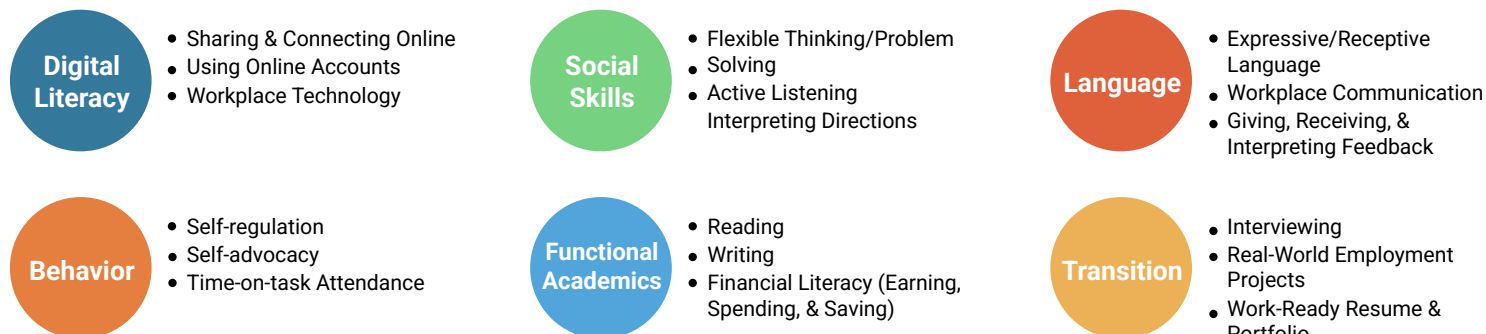 Digital
Literacy
• Sharing & Connecting Online
• Using Online Accounts
• Workplace Technology
Social
Skills
• Flexible Thinking/Problem
• Solving
• Active Listening
Interpreting Directions
Language
• Expressive/Receptive
Language
• Workplace Communication
• Giving, Receiving, &
Interpreting Feedback
Behavior
• Self-regulation
• Self-advocacy
• Time-on-task Attendance
Functional
Academics
• Reading
• Writing
• Financial Literacy (Earning,
Spending, & Saving)
Transition
• Interviewing
• Real-World Employment
Projects
• Work-Ready Resume &
Portfolio